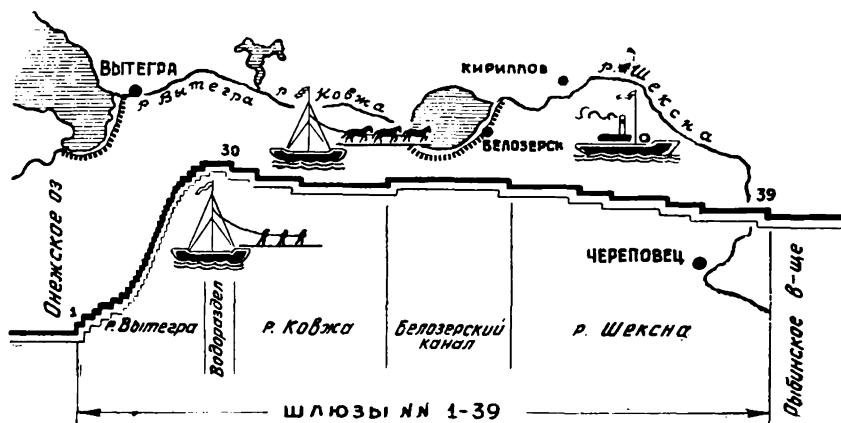 ВЫТЕГРА
р. Вытегра
р. Ковжа
КИРИЛЛОВ
р. Шексна
БЕЛОЗЕРСК
30
39
Онежское оз
1
р. Вытегра
Водораздел
р. Ковжа
Белозерский
канал
р. Шексна
ЧЕРЕПОВЕЦ
Рыбинское в-ще
ШЛЮЗЫ №№ 1-39